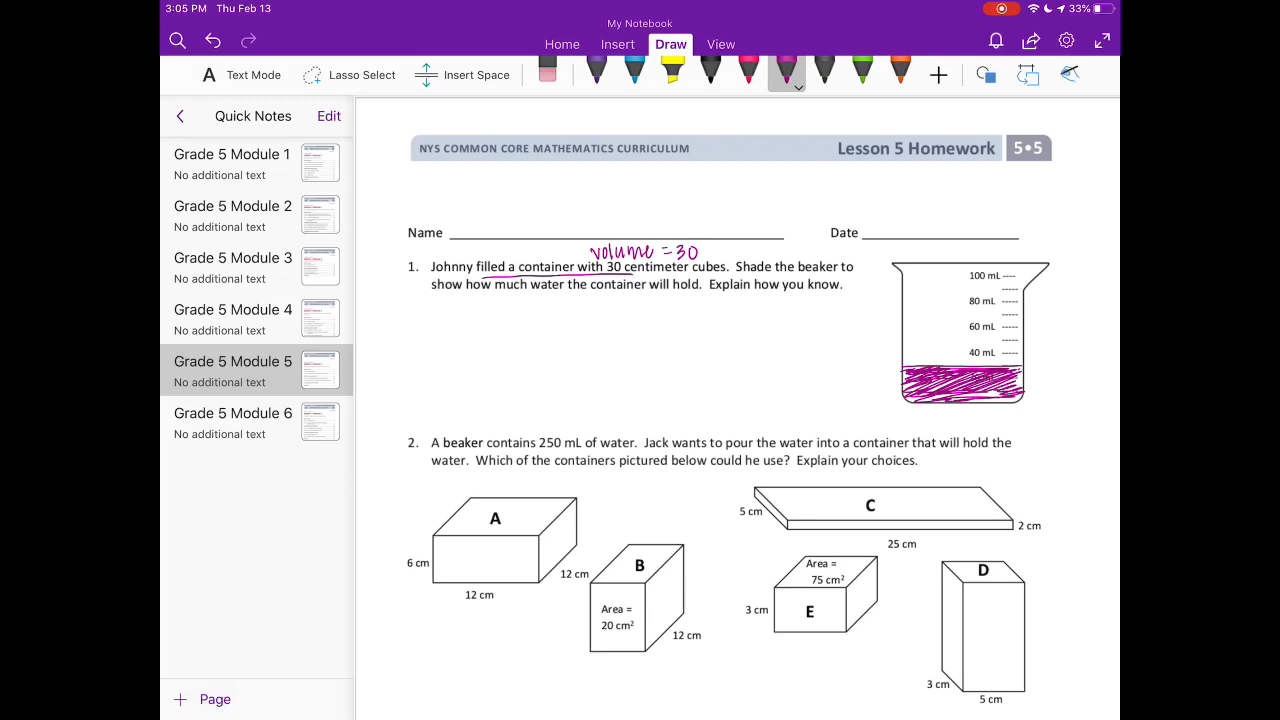 3:05 PM Thu Feb 13
33%
My Notebook
Home Insert Draw View
A Text Mode Lasso Select Insert Space
Quick Notes Edit
Grade 5 Module 1
No additional text
Grade 5 Module 2
No additional text
Grade 5 Module 3
No additional text
Grade 5 Module 4
No additional text
Grade 5 Module 5
No additional text
Grade 5 Module 6
No additional text
Page
NYS COMMON CORE MATHEMATICS CURRICULUM Lesson 5 Homework 5•5
Name Date
volume = 30
1. Johnny filled a container with 30 centimeter cubes. Shade the beaker to
show how much water the container will hold. Explain how you know.
100 mL
80 mL
60 mL
40 mL
2. A beaker contains 250 mL of water. Jack wants to pour the water into a container that will hold the
water. Which of the containers pictured below could he use? Explain your choices.
A
6 cm
12 cm
12 cm
B
Area =
20 cm²
12 cm
C
5 cm
2 cm
25 cm
Area =
75 cm²
3 cm
E
D
3 cm
5 cm